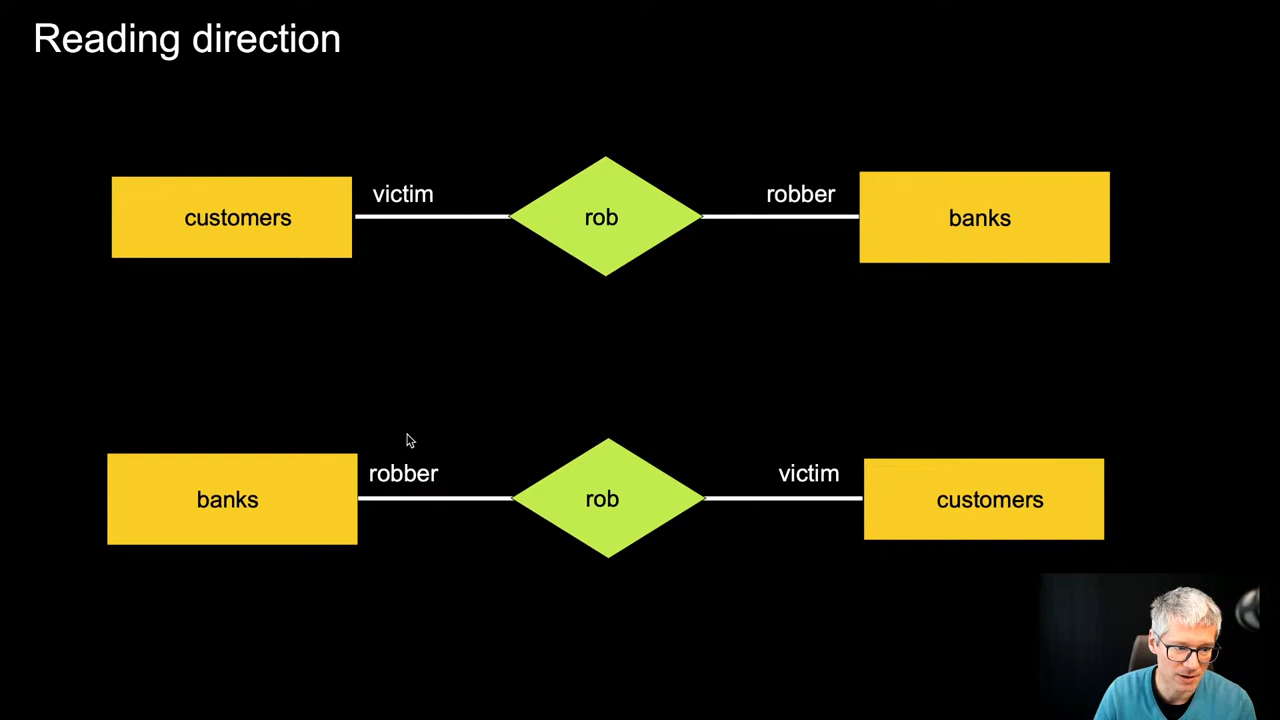 Reading direction
customers victim rob robber banks
banks robber rob victim customers